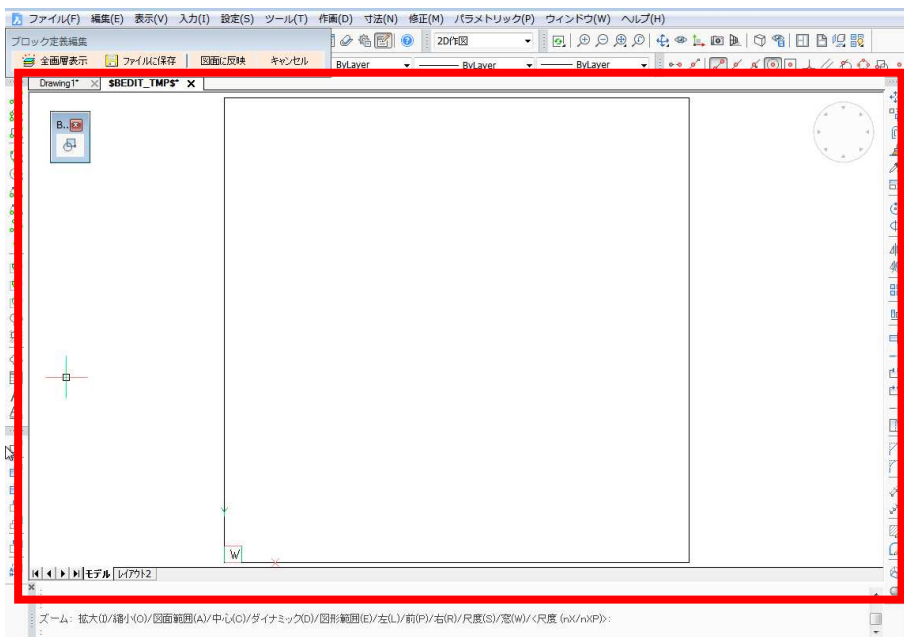 ファイル(F) 編集(E) 表示(V) 入力(I) 設定(S) ツール(T) 作画(D) 寸法(N) 修正(M) パラメトリック(P) ウィンドウ(W) ヘルプ(H)
ブロック定義編集
2D作図
全画層表示 ファイルに保存 図面に反映 キャンセル
ByLayer ByLayer ByLayer
Drawing1* $BEDIT_TMP$*
B..
W
モデル レイアウト2
ズーム: 拡大(I)/縮小(O)/図面範囲(A)/中心(C)/ダイナミック(D)/図形範囲(E)/左(L)/前(P)/右(R)/尺度(S)/窓(W)/<尺度 (nX/nXP)>: